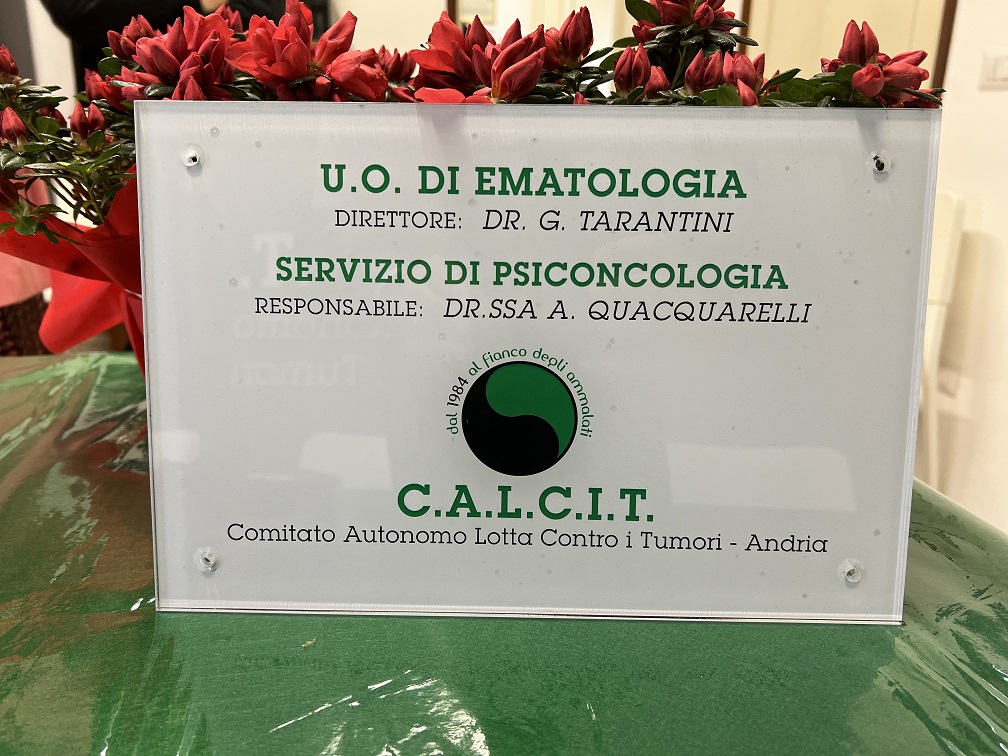 U.O. DI EMATOLOGIA
DIRETTORE: DR. G. TARANTINI
SERVIZIO DI PSICONCOLOGIA
RESPONSABILE: DR.SSA A. QUACQUARELLI
dal 1984 al fianco degli ammalati
C.A.L.C.I.T.
Comitato Autonomo Lotta Contro i Tumori - Andria